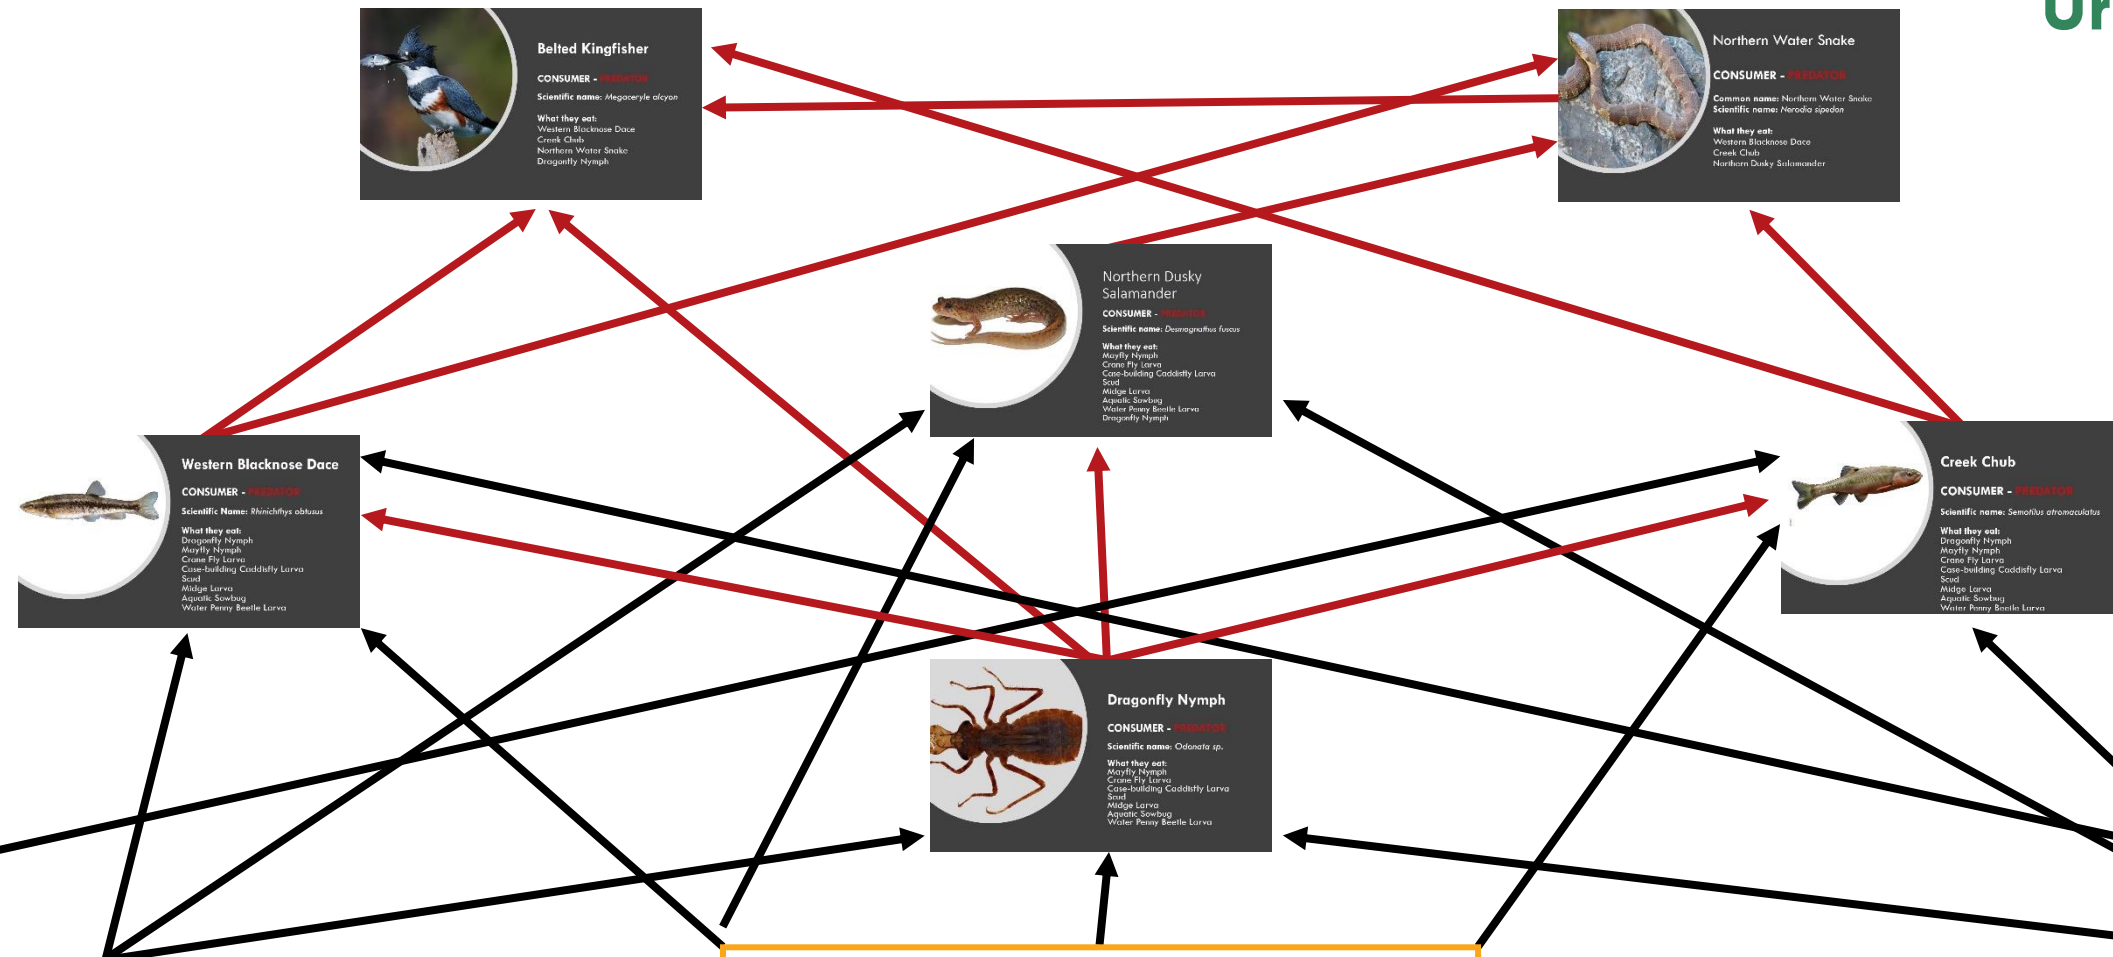 Ur
Belted Kingfisher
CONSUMER - PREDATOR
Scientific name: Megaceryle alcyon
What they eat:
Western Blacknose Dace
Creek Chub
Northern Water Snake
Dragonfly Nymph
Northern Water Snake
CONSUMER - PREDATOR
Common name: Northern Water Snake
Scientific name: Nerodia sipedon
What they eat:
Western Blacknose Dace
Creek Chub
Northern Dusky Salamander
Northern Dusky
Salamander
CONSUMER - PREDATOR
Scientific name: Desmognathus fuscus
What they eat:
Mayfly Nymph
Crane Fly Larva
Case-building Caddisfly Larva
Scud
Midge Larva
Aquatic Sowbug
Water Penny Beetle Larva
Dragonfly Nymph
Western Blacknose Dace
CONSUMER - PREDATOR
Scientific Name: Rhinichthys obtusus
What they eat:
Dragonfly Nymph
Mayfly Nymph
Crane Fly Larva
Case-building Caddisfly Larva
Scud
Midge Larva
Aquatic Sowbug
Water Penny Beetle Larva
Creek Chub
CONSUMER - PREDATOR
Scientific name: Semotilus atromaculatus
What they eat:
Dragonfly Nymph
Mayfly Nymph
Crane Fly Larva
Case-building Caddisfly Larva
Scud
Midge Larva
Aquatic Sowbug
Water Penny Beetle Larva
Dragonfly Nymph
CONSUMER - PREDATOR
Scientific name: Odonata sp.
What they eat:
Mayfly Nymph
Crane Fly Larva
Case-building Caddisfly Larva
Scud
Midge Larva
Aquatic Sowbug
Water Penny Beetle Larva